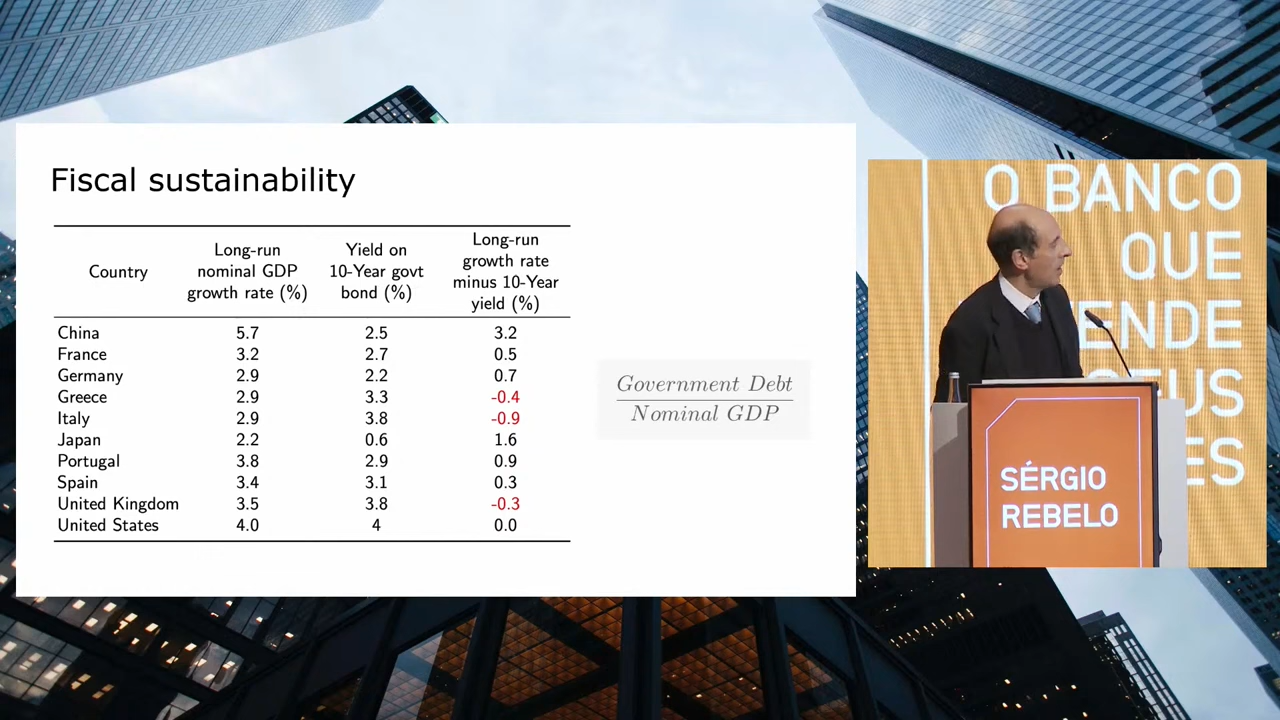 Fiscal sustainability
Country
Long-run
nominal GDP
growth rate (%)
Yield on
10-Year govt
bond (%)
Long-run
growth rate
minus 10-Year
yield (%)
China 5.7 2.5 3.2
France 3.2 2.7 0.5
Germany 2.9 2.2 0.7
Greece 2.9 3.3 -0.4
Italy 2.9 3.8 -0.9
Japan 2.2 0.6 1.6
Portugal 3.8 2.9 0.9
Spain 3.4 3.1 0.3
United Kingdom 3.5 3.8 -0.3
United States 4.0 4 0.0
Government Debt
Nominal GDP
O BANCO
QUE
ENDE
EUS
ES
SÉRGIO
REBELO